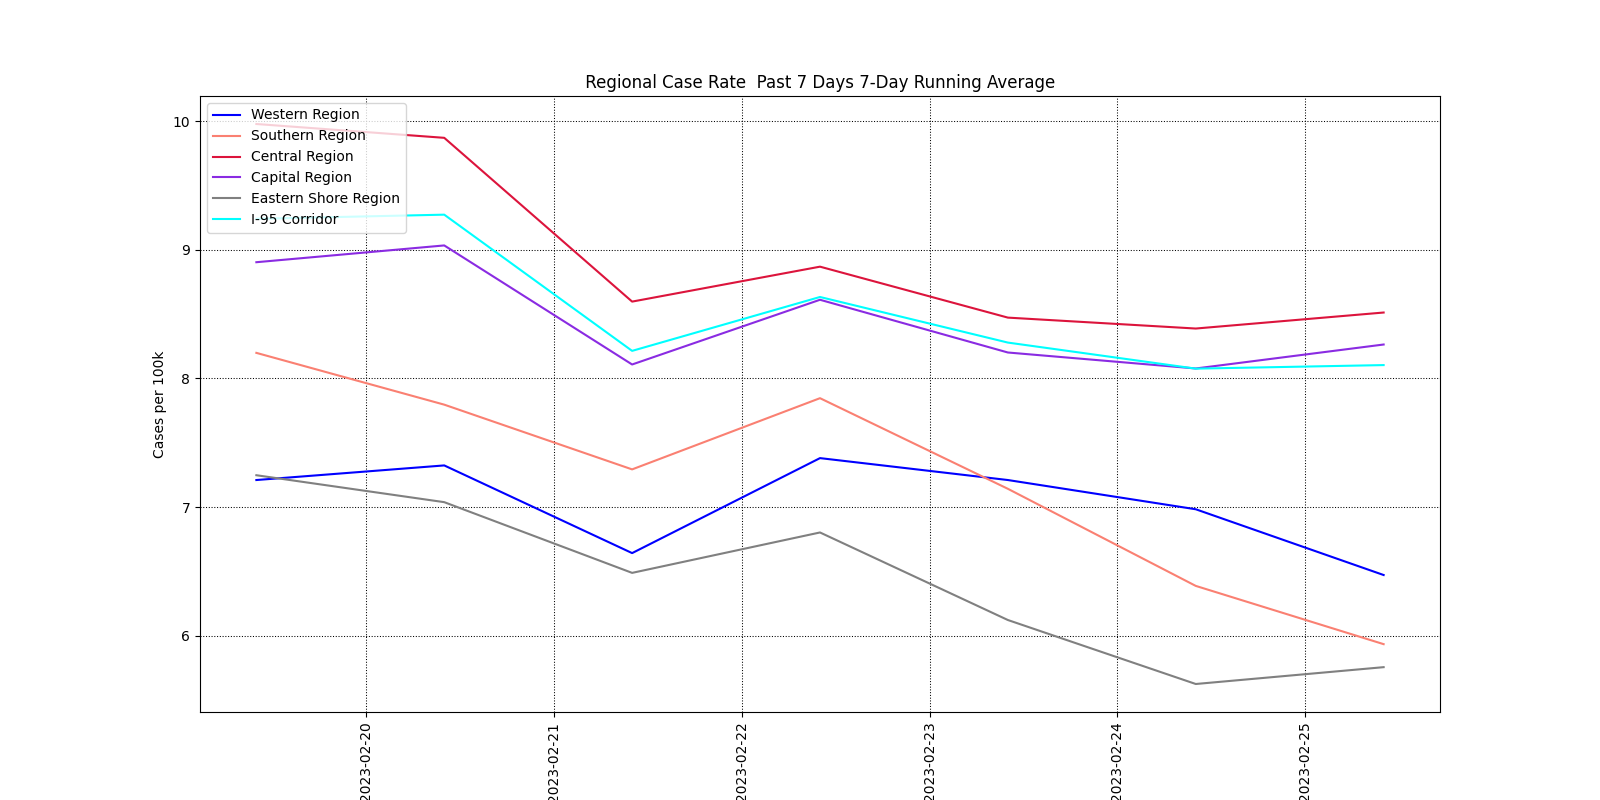 Regional Case Rate  Past 7 Days 7-Day Running Average
Western Region
Southern Region
Central Region
Capital Region
Eastern Shore Region
I-95 Corridor
Cases per 100k
10
9
8
7
6
2023-02-20
2023-02-21
2023-02-22
2023-02-23
2023-02-24
2023-02-25